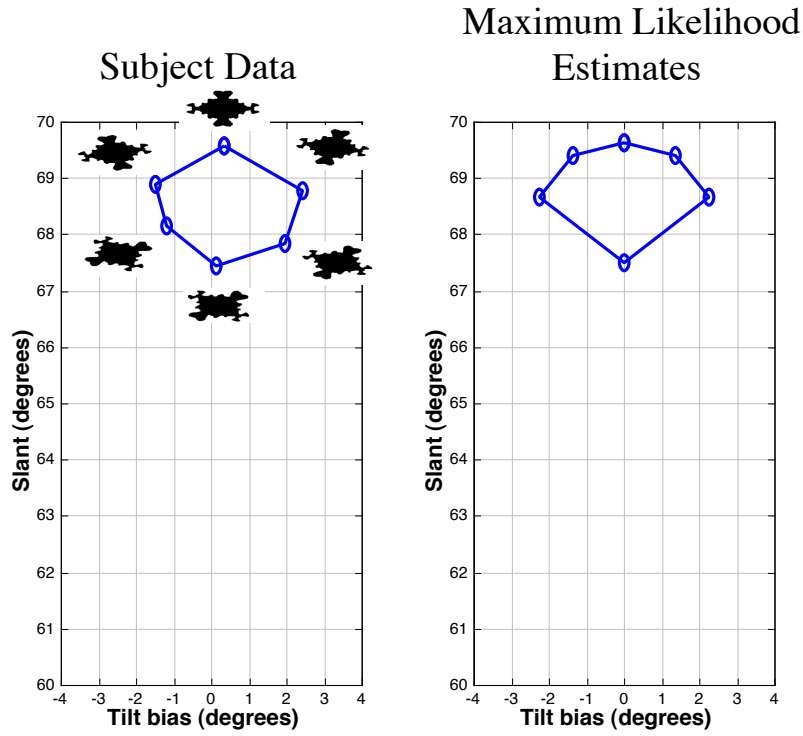 Subject Data
Maximum Likelihood
Estimates
70
69
68
67
66
65
64
63
62
61
60
Slant (degrees)
-4 -3 -2 -1 0 1 2 3 4
Tilt bias (degrees)
70
69
68
67
66
65
64
63
62
61
60
Slant (degrees)
-4 -3 -2 -1 0 1 2 3 4
Tilt bias (degrees)